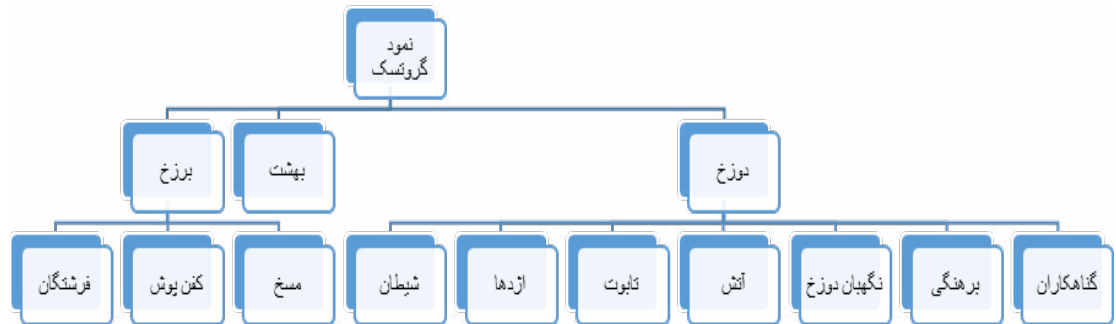 نمود
گروتسک
دوزخ
بهشت
برزخ
گناهکاران
برهنگی
نگهبان دوزخ
آتش
تابوت
اژدها
شیطان
مسخ
کفن پوش
فرشتگان